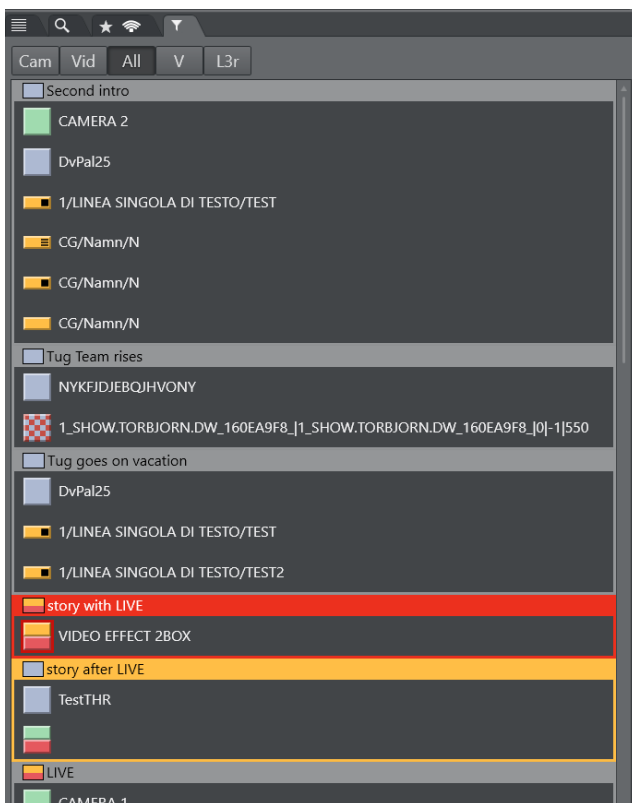 Cam Vid All V L3r
Second intro
CAMERA 2
DvPal25
1/LINEA SINGOLA DI TESTO/TEST
CG/Namn/N
CG/Namn/N
CG/Namn/N
Tug Team rises
NYKFJDJEBQJHVONY
1_SHOW.TORBJORN.DW_160EA9F8_|1_SHOW.TORBJORN.DW_160EA9F8_|0|-1|550
Tug goes on vacation
DvPal25
1/LINEA SINGOLA DI TESTO/TEST
1/LINEA SINGOLA DI TESTO/TEST2
story with LIVE
VIDEO EFFECT 2BOX
story after LIVE
TestTHR
LIVE
CAMERA 1